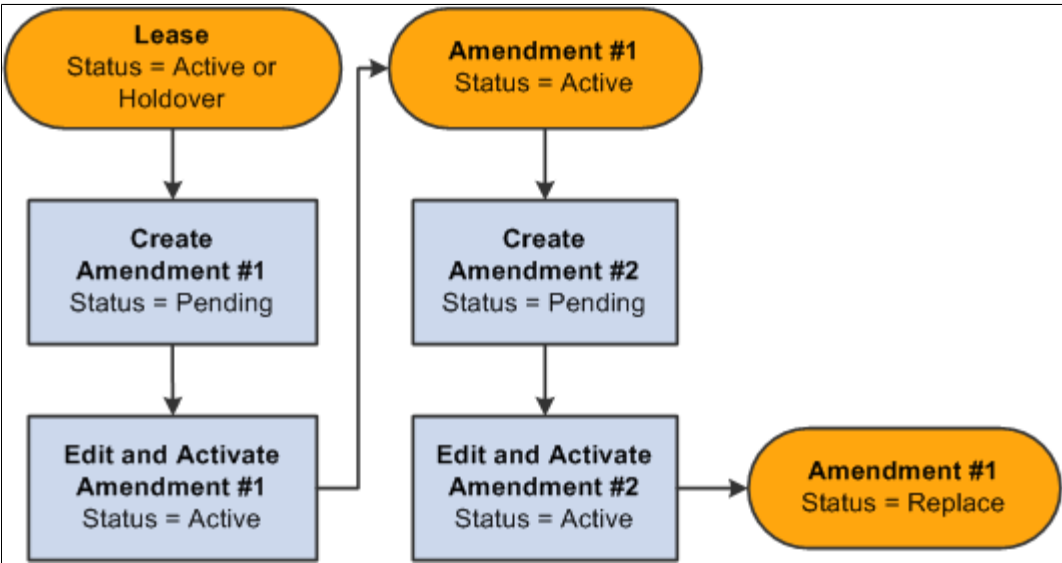 Lease
Status = Active or
Holdover
Create
Amendment #1
Status = Pending
Edit and Activate
Amendment #1
Status = Active
Amendment #1
Status = Active
Create
Amendment #2
Status = Pending
Edit and Activate
Amendment #2
Status = Active
Amendment #1
Status = Replace